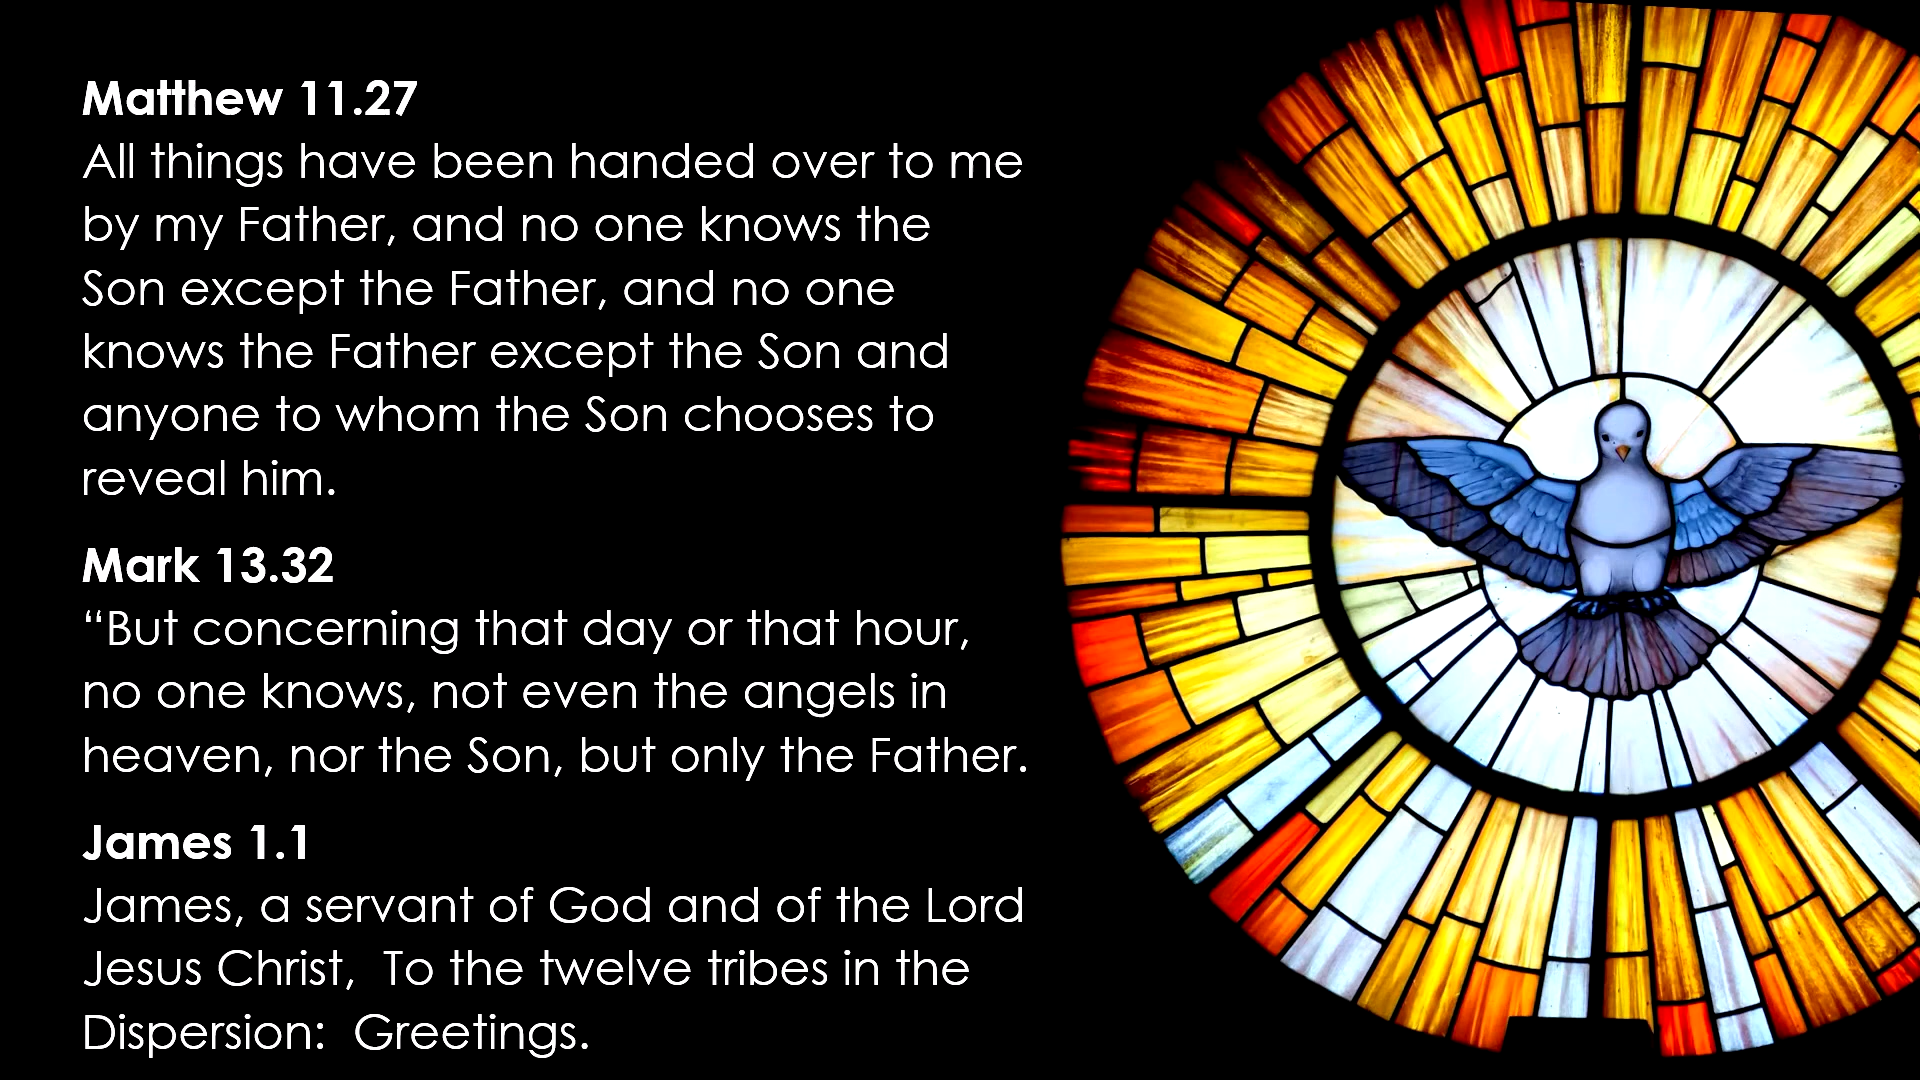 Matthew 11.27
All things have been handed over to me
by my Father, and no one knows the
Son except the Father, and no one
knows the Father except the Son and
anyone to whom the Son chooses to
reveal him.
Mark 13.32
“But concerning that day or that hour,
no one knows, not even the angels in
heaven, nor the Son, but only the Father.
James 1.1
James, a servant of God and of the Lord
Jesus Christ,  To the twelve tribes in the
Dispersion:  Greetings.